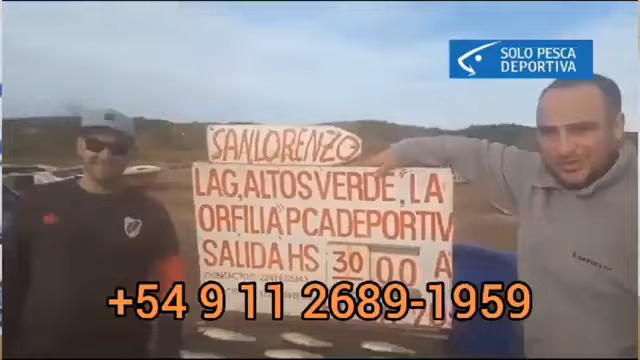 SOLO PESCA
DEPORTIVA
SANLORENZO
LAG, ALTOS VERDE", LA
ORFILIA" PCADEPORTIV
SALIDA HS 30 00 A
+54 9 11 2689-1959